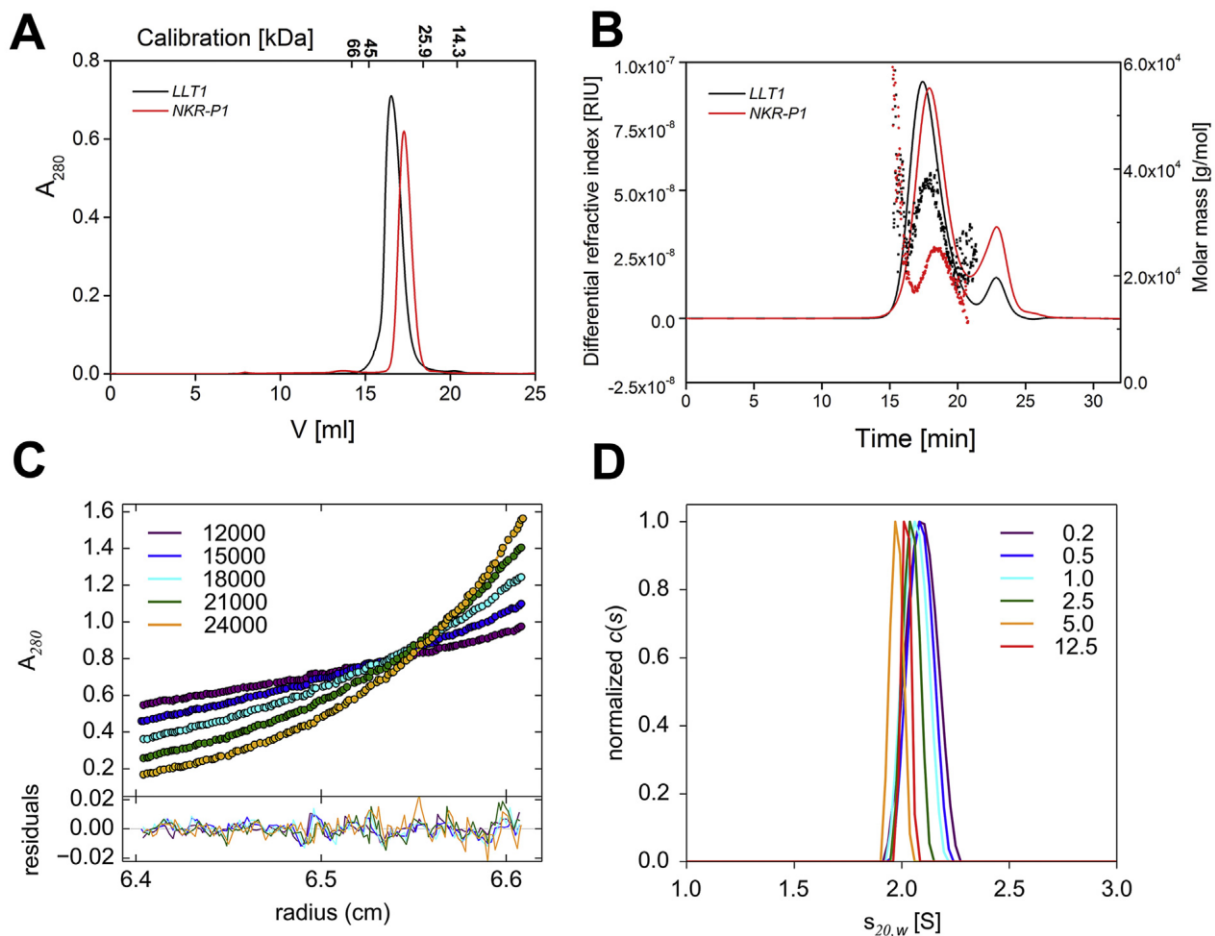 A
Calibration [kDa]
66
45
25.9
14.3
0.8
0.6
0.4
0.2
0.0
A280
LLT1
NKR-P1
0
5
10
15
20
25
V [ml]
B
1.0x10-7
7.5x10-8
5.0x10-8
2.5x10-8
0.0
-2.5x10-8
Differential refractive index [RIU]
LLT1
NKR-P1
6.0x104
4.0x104
2.0x104
0.0
Molar mass [g/mol]
0
5
10
15
20
25
30
Time [min]
C
1.6
1.4
1.2
1.0
0.8
0.6
0.4
0.2
A280
12000
15000
18000
21000
24000
0.02
0.00
−0.02
residuals
6.4
6.5
6.6
radius (cm)
D
1.0
0.8
0.6
0.4
0.2
0.0
normalized c(s)
0.2
0.5
1.0
2.5
5.0
12.5
1.0
1.5
2.0
2.5
3.0
s20,w [S]